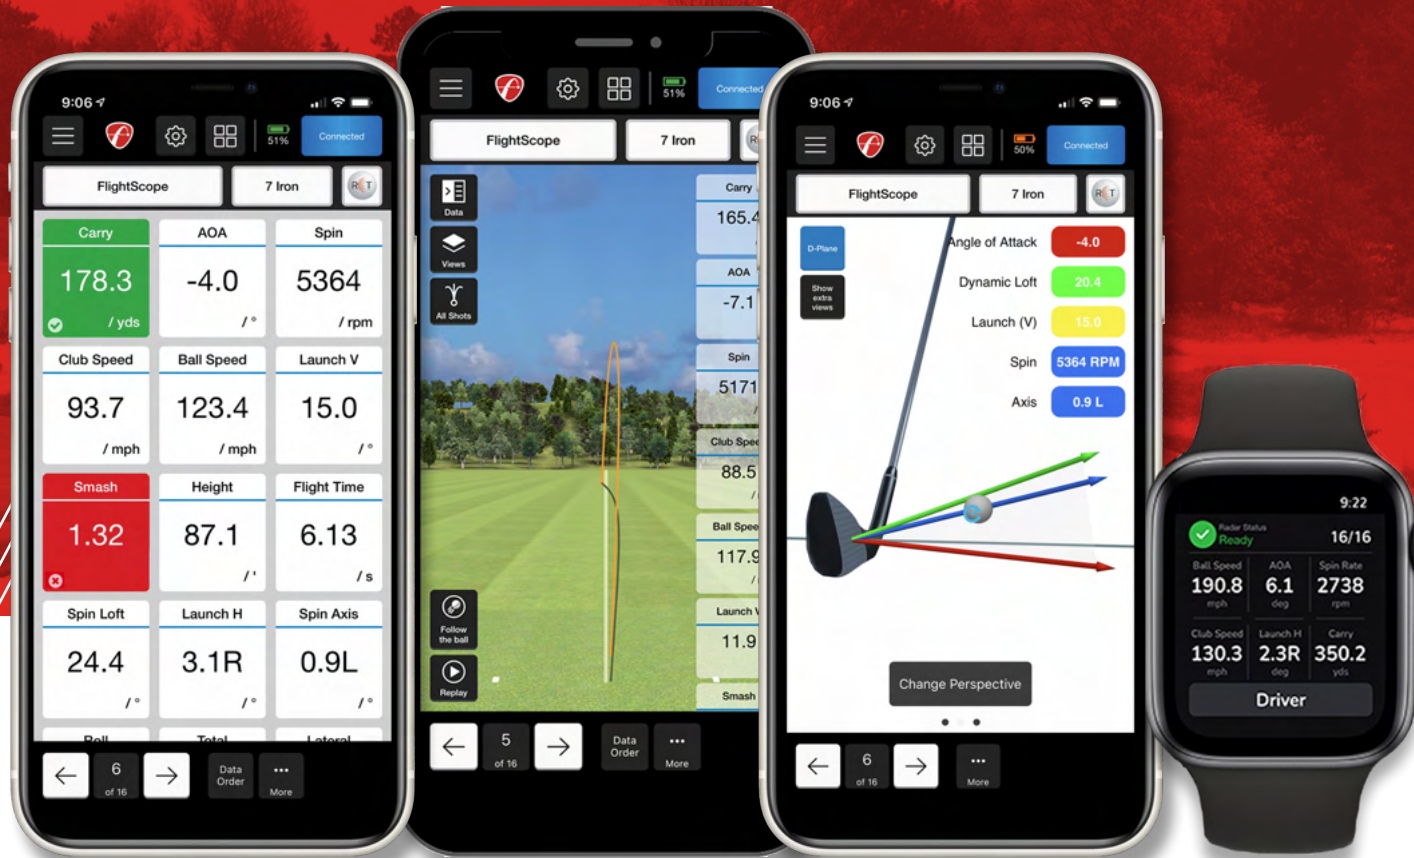 9:06
51%
Connected
FlightScope
7 Iron
R T
Carry
AOA
Spin
178.3
-4.0
5364
/ yds
/ °
/ rpm
Club Speed
Ball Speed
Launch V
93.7
123.4
15.0
/ mph
/ mph
/ °
Smash
Height
Flight Time
1.32
87.1
6.13
/ '
/ s
Spin Loft
Launch H
Spin Axis
24.4
3.1R
0.9L
/ °
/ °
/ °
Roll
Total
Lateral
6
of 16
Data
Order
More
51%
Connected
FlightScope
7 Iron
Data
Views
All Shots
Follow
the ball
Replay
Carry
165.4
AOA
-7.1
Spin
5171
Club Spee
88.5
Ball Spee
117.9
Launch V
11.9
Smash
5
of 16
Data
Order
More
9:06
50%
Connected
FlightScope
7 Iron
R T
D-Plane
Show
extra
views
Angle of Attack
-4.0
Dynamic Loft
20.4
Launch (V)
15.0
Spin
5364 RPM
Axis
0.9 L
Change Perspective
6
of 16
More
9:22
Radar Status
Ready
16/16
Ball Speed
AOA
Spin Rate
190.8
6.1
2738
mph
deg
rpm
Club Speed
Launch H
Carry
130.3
2.3R
350.2
mph
deg
yds
Driver